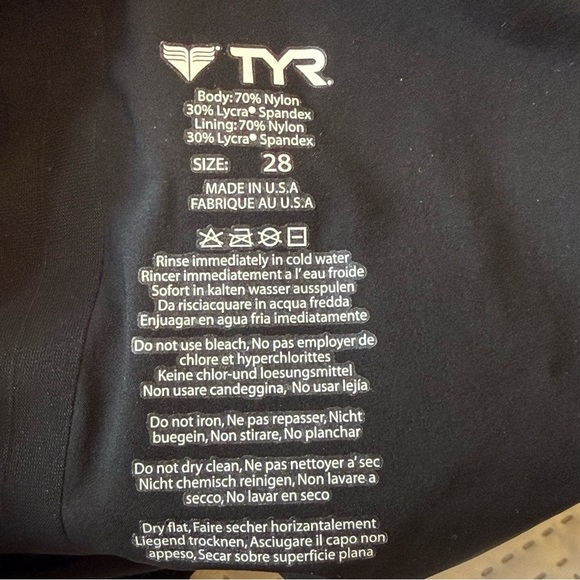 TYR
Body: 70% Nylon
30% Lycra® Spandex
Lining: 70% Nylon
30% Lycra® Spandex
SIZE: 28
MADE IN U.S.A
FABRIQUE AU U.S.A
Rinse immediately in cold water
Rincer immediatement a l'eau froide
Sofort in kalten wasser ausspulen
Da risciacquare in acqua fredda
Enjuagar en agua fria imediatamente
Do not use bleach, No pas employer de
chlore et hyperchlorittes
Keine chlor-und loesungsmittel
Non usare candeggina, No usar lejía
Do not iron, Ne pas repasser, Nicht
buegein, Non stirare, No planchar
Do not dry clean, Ne pas nettoyer a' sec
Nicht chemisch reinigen, Non lavare a
secco, No lavar en seco
Dry flat, Faire secher horizantalement
Liegend trocknen, Asciugare il capo non
appeso, Secar sobre superficie plana